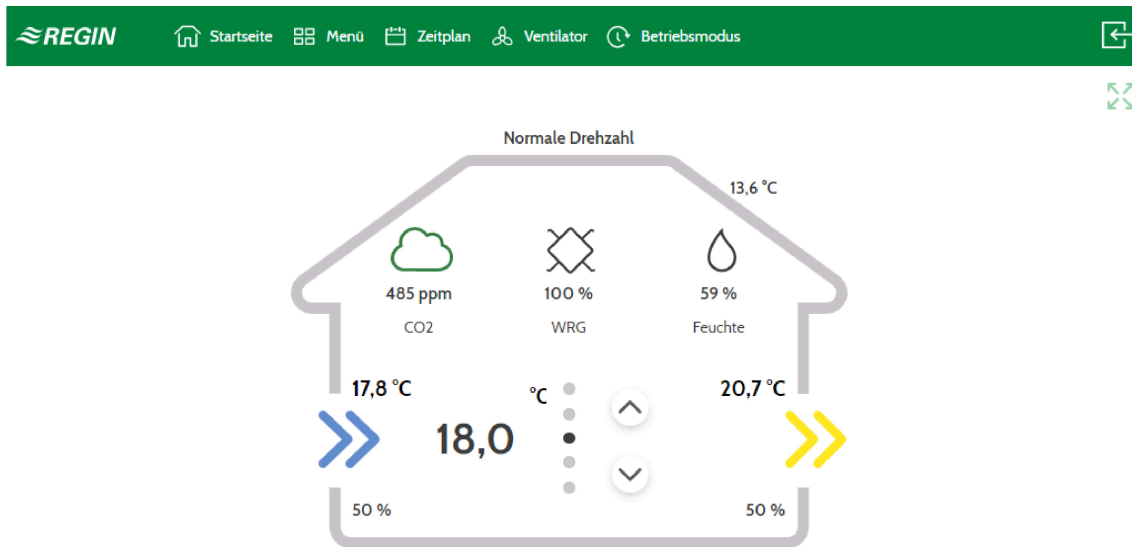 REGIN Startseite Menü Zeitplan Ventilator Betriebsmodus
Normale Drehzahl
13,6 °C
485 ppm 100 % 59 %
CO2 WRG Feuchte
17,8 °C °C 20,7 °C
18,0
50 % 50 %